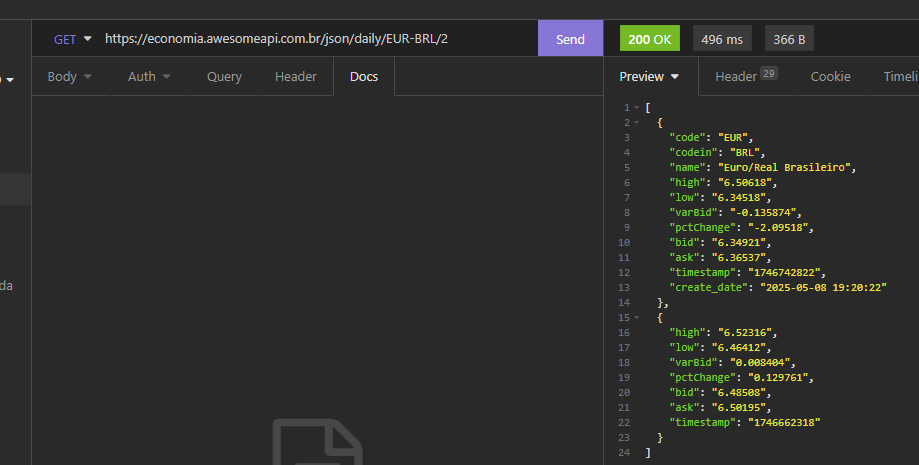 GET https://economia.awesomeapi.com.br/json/daily/EUR-BRL/2 Send 200 OK 496 ms 366 B
Body Auth Query Header Docs Preview Header 29 Cookie Timeli
1 [
2 {
3 "code": "EUR",
4 "codein": "BRL",
5 "name": "Euro/Real Brasileiro",
6 "high": "6.50618",
7 "low": "6.34518",
8 "varBid": "-0.135874",
9 "pctChange": "-2.09518",
10 "bid": "6.34921",
11 "ask": "6.36537",
12 "timestamp": "1746742822",
13 "create_date": "2025-05-08 19:20:22"
14 },
15 {
16 "high": "6.52316",
17 "low": "6.46412",
18 "varBid": "0.008404",
19 "pctChange": "0.129761",
20 "bid": "6.48508",
21 "ask": "6.50195",
22 "timestamp": "1746662318"
23 }
24 ]
da